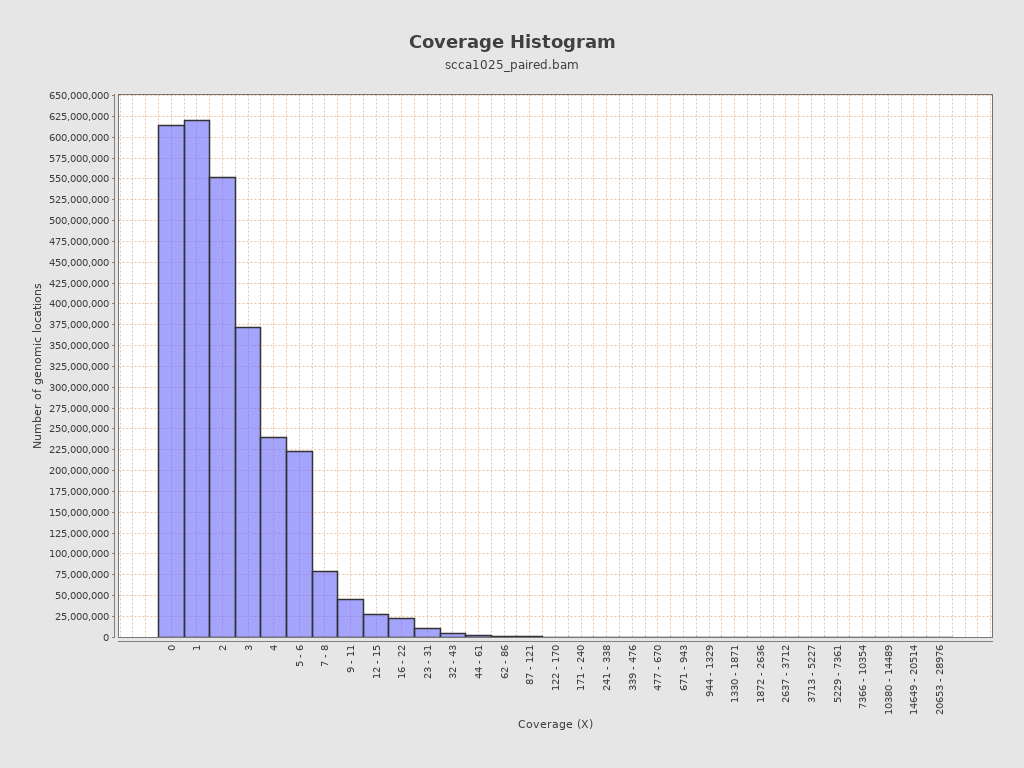 Coverage Histogram
scca1025_paired.bam
Number of genomic locations
650,000,000
625,000,000
600,000,000
575,000,000
550,000,000
525,000,000
500,000,000
475,000,000
450,000,000
425,000,000
400,000,000
375,000,000
350,000,000
325,000,000
300,000,000
275,000,000
250,000,000
225,000,000
200,000,000
175,000,000
150,000,000
125,000,000
100,000,000
75,000,000
50,000,000
25,000,000
0
0
1
2
3
4
5 - 6
7 - 8
9 - 11
12 - 15
16 - 22
23 - 31
32 - 43
44 - 61
62 - 86
87 - 121
122 - 170
171 - 240
241 - 338
339 - 476
477 - 670
671 - 943
944 - 1329
1330 - 1871
1872 - 2636
2637 - 3712
3713 - 5227
5229 - 7361
7366 - 10354
10380 - 14489
14649 - 20514
20653 - 28976
Coverage (X)